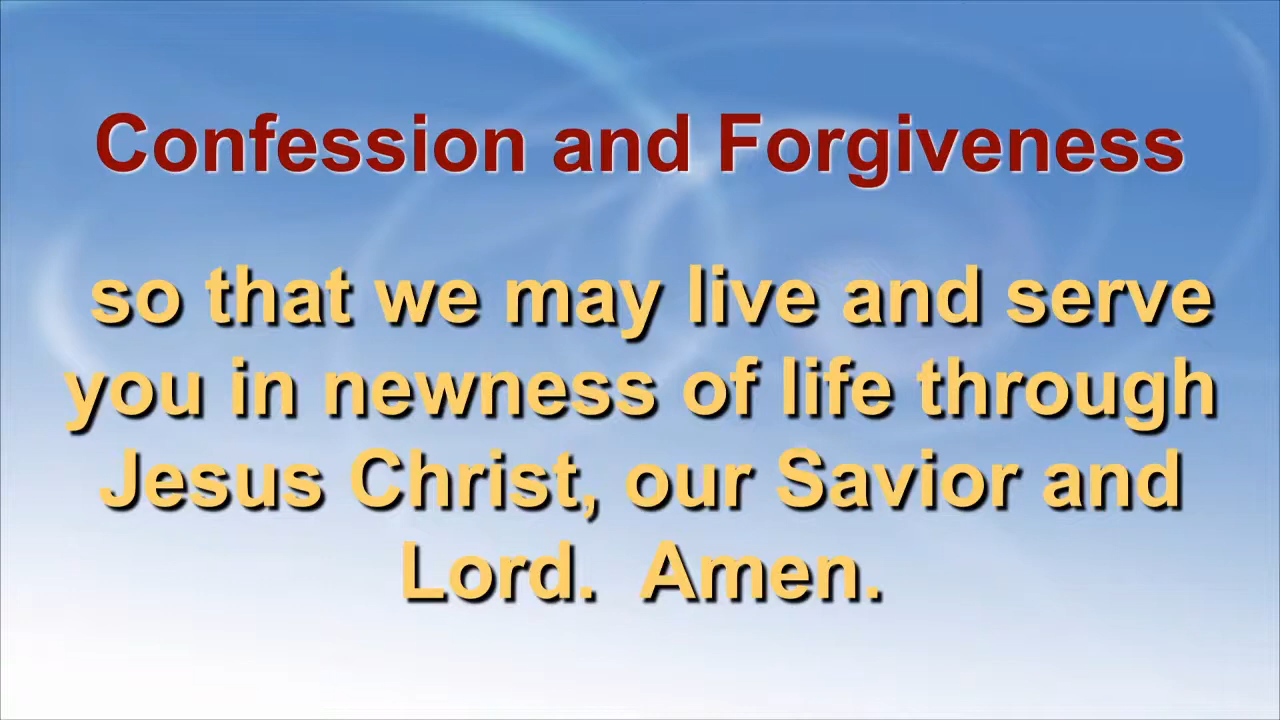 Confession and Forgiveness
so that we may live and serve
you in newness of life through
Jesus Christ, our Savior and
Lord.  Amen.